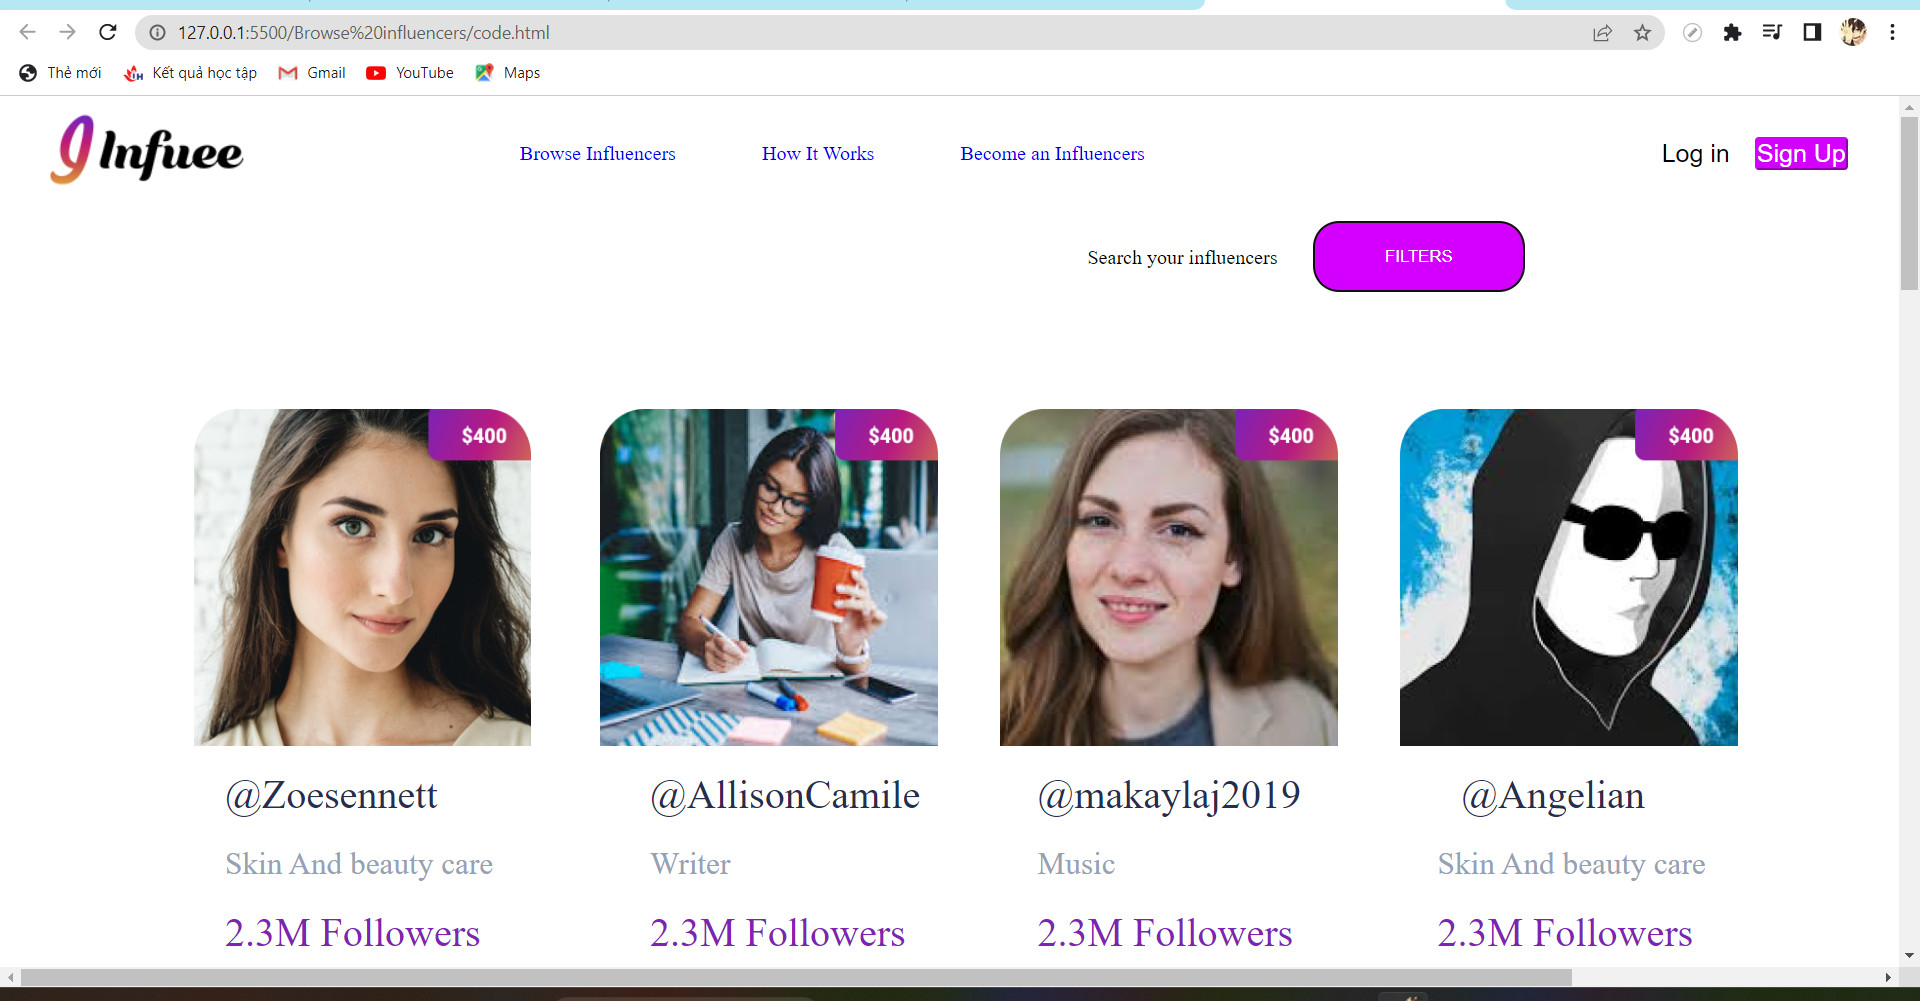 127.0.0.1:5500/Browse%20influencers/code.html
Thẻ mới Kết quả học tập Gmail YouTube Maps
Infuee Browse Influencers How It Works Become an Influencers Log in Sign Up
Search your influencers FILTERS
$400 $400 $400 $400
@Zoesennett @AllisonCamile @makaylaj2019 @Angelian
Skin And beauty care Writer Music Skin And beauty care
2.3M Followers 2.3M Followers 2.3M Followers 2.3M Followers